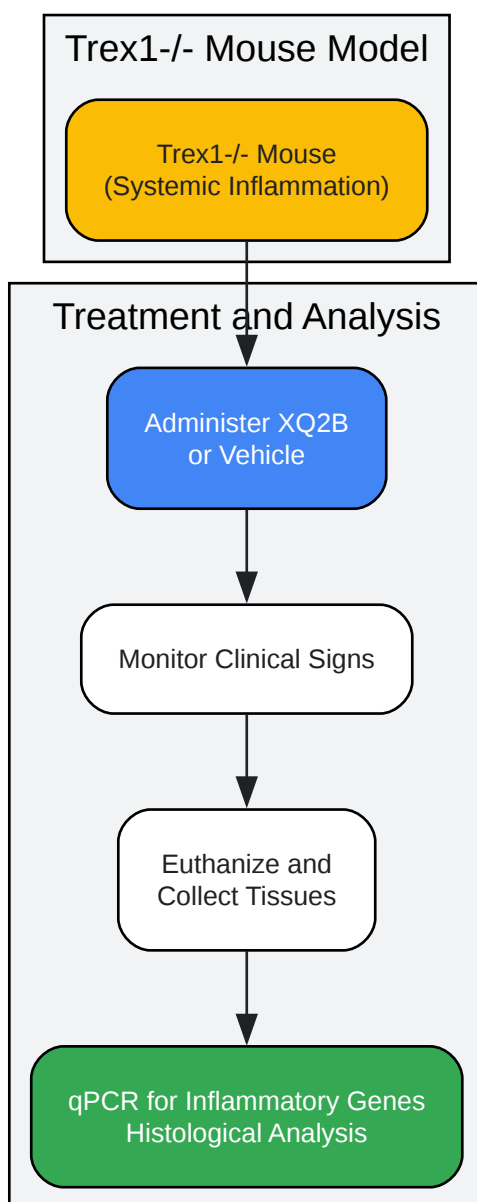 Trex1-/- Mouse Model
Trex1-/- Mouse
(Systemic Inflammation)
Treatment and Analysis
Administer XQ2B
or Vehicle
Monitor Clinical Signs
Euthanize and
Collect Tissues
qPCR for Inflammatory Genes
Histological Analysis